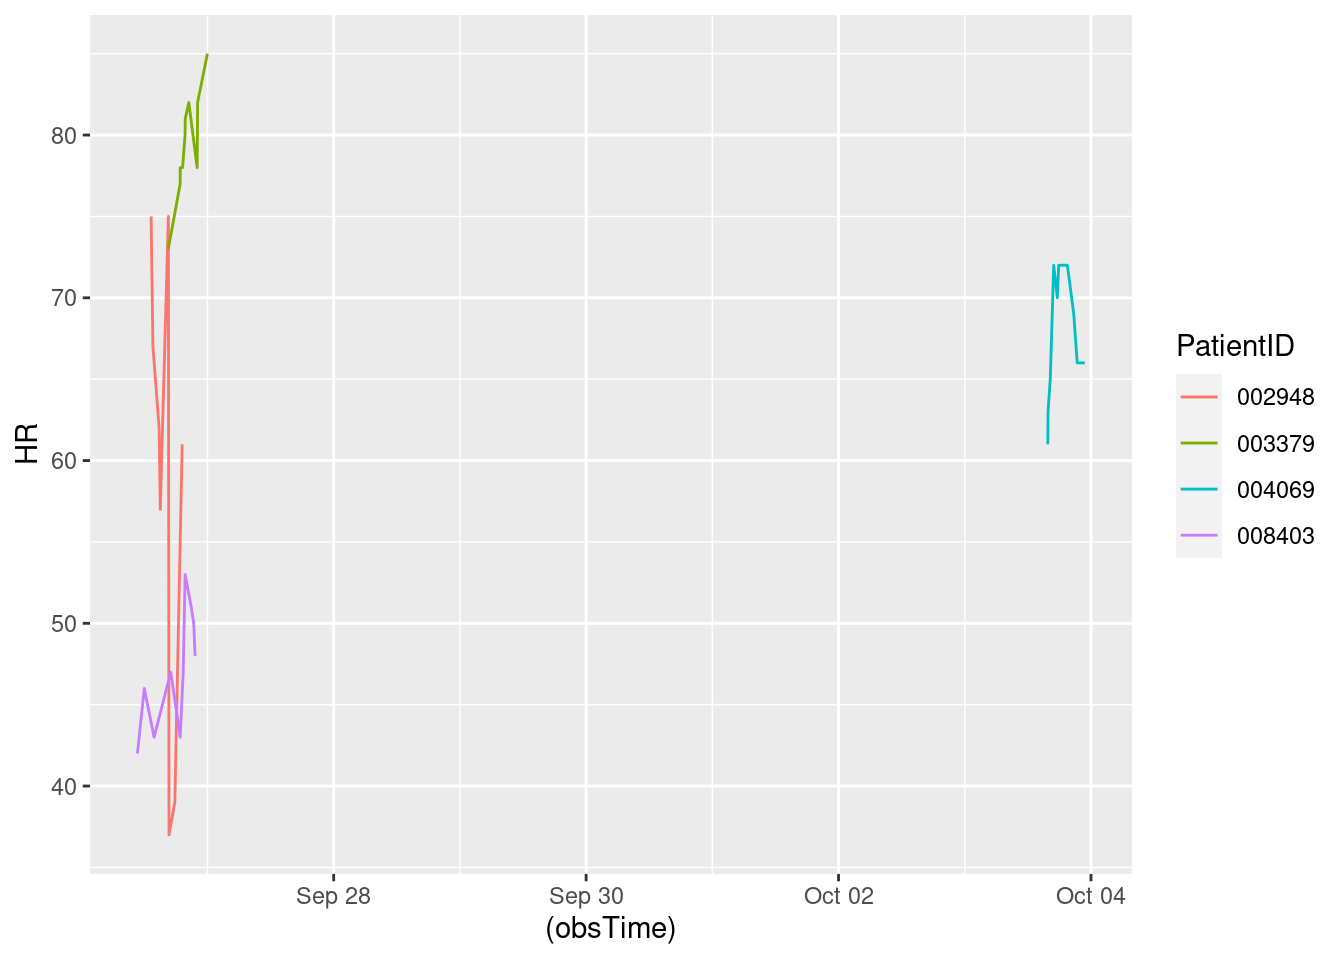 80
70
60
50
40
HR
Sep 28
Sep 30
Oct 02
Oct 04
(obsTime)
PatientID
002948
003379
004069
008403